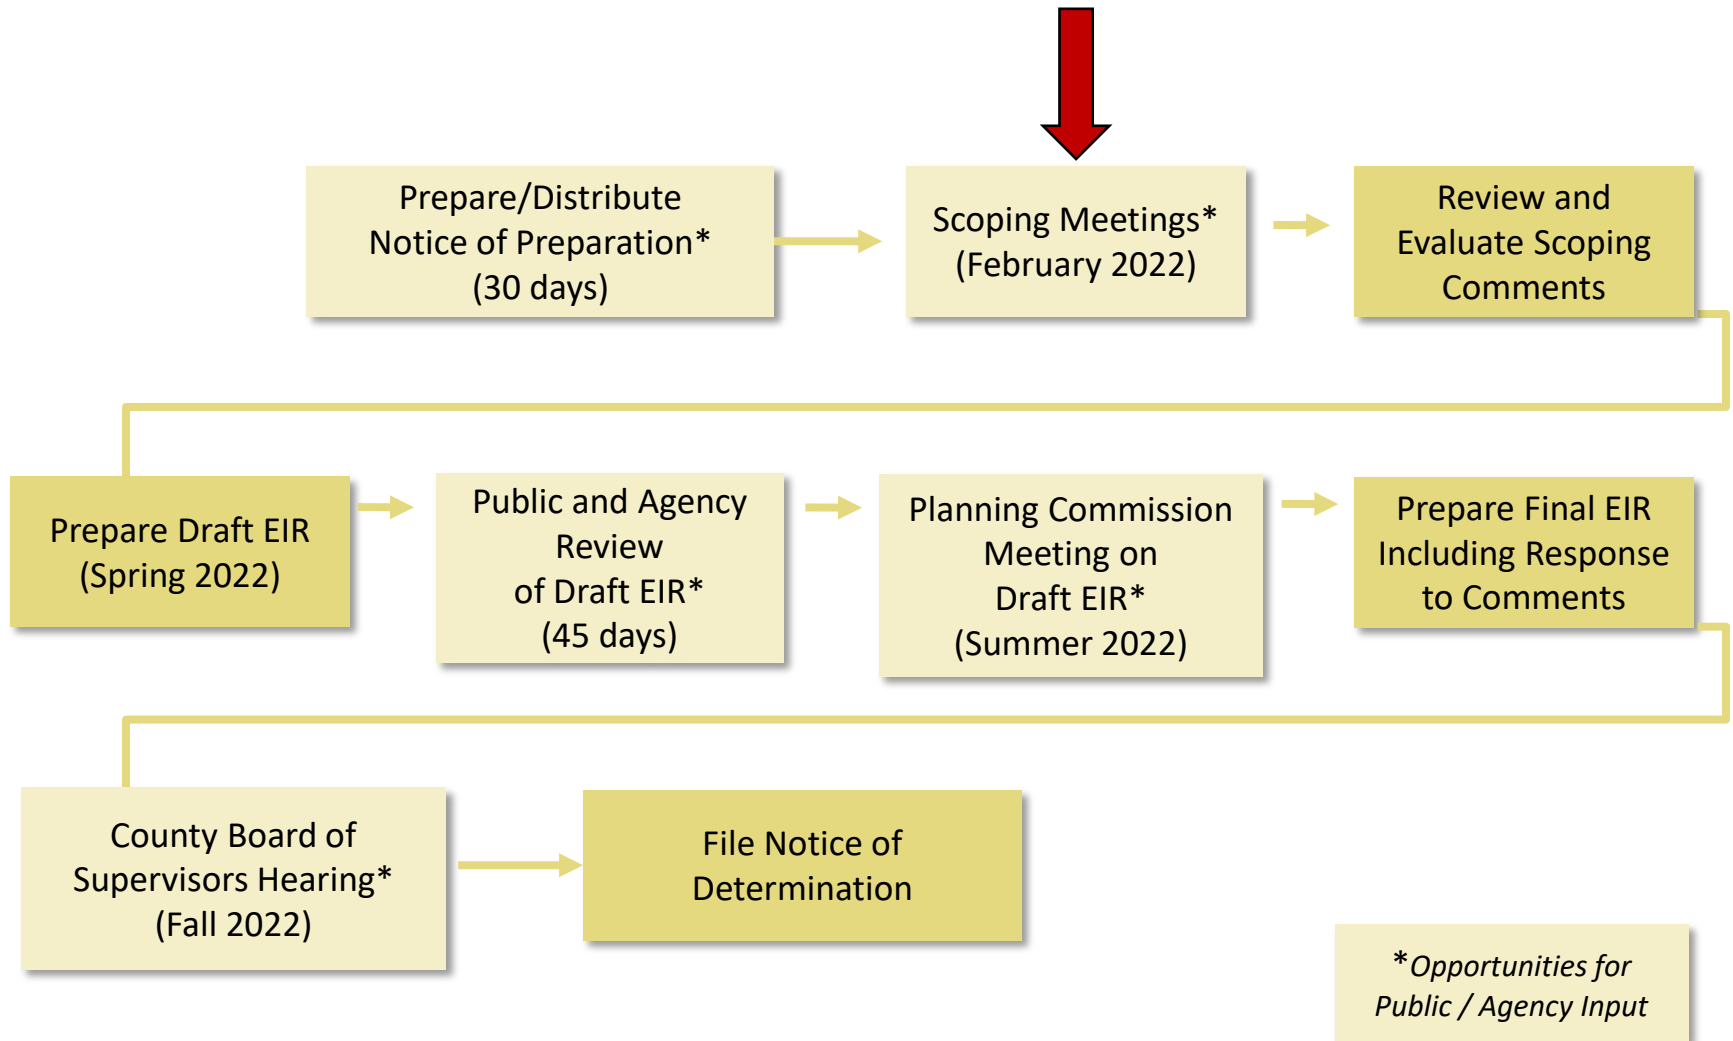 Prepare/Distribute
Notice of Preparation*
(30 days)
Scoping Meetings*
(February 2022)
Review and
Evaluate Scoping
Comments
Prepare Draft EIR
(Spring 2022)
Public and Agency
Review
of Draft EIR*
(45 days)
Planning Commission
Meeting on
Draft EIR*
(Summer 2022)
Prepare Final EIR
Including Response
to Comments
County Board of
Supervisors Hearing*
(Fall 2022)
File Notice of
Determination
*Opportunities for
Public / Agency Input